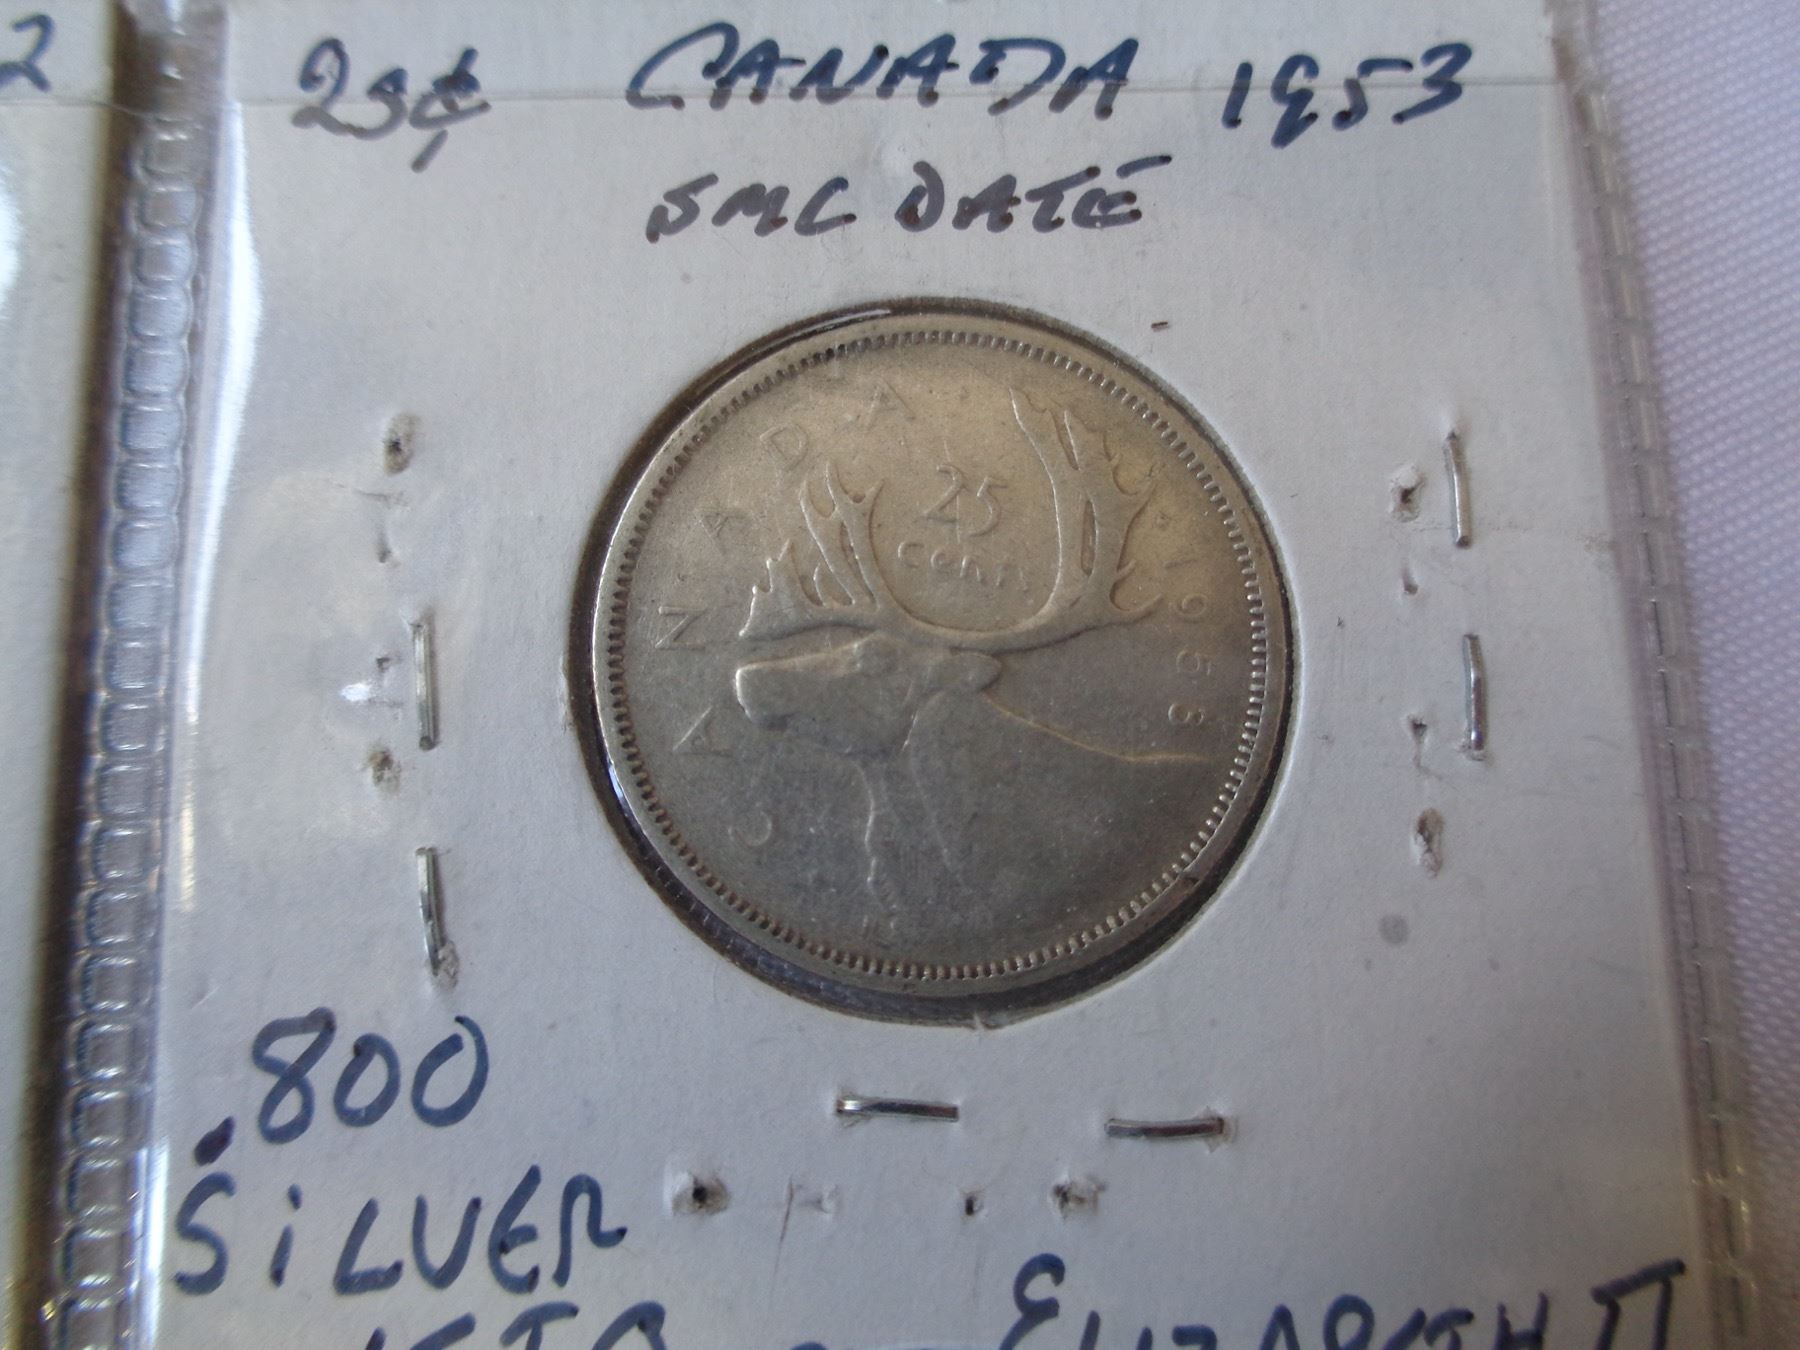 2
25¢ CANADA 1953
SML DATE
CANADA 1953
25
cents
.800
SILVER
ELIZABETH II